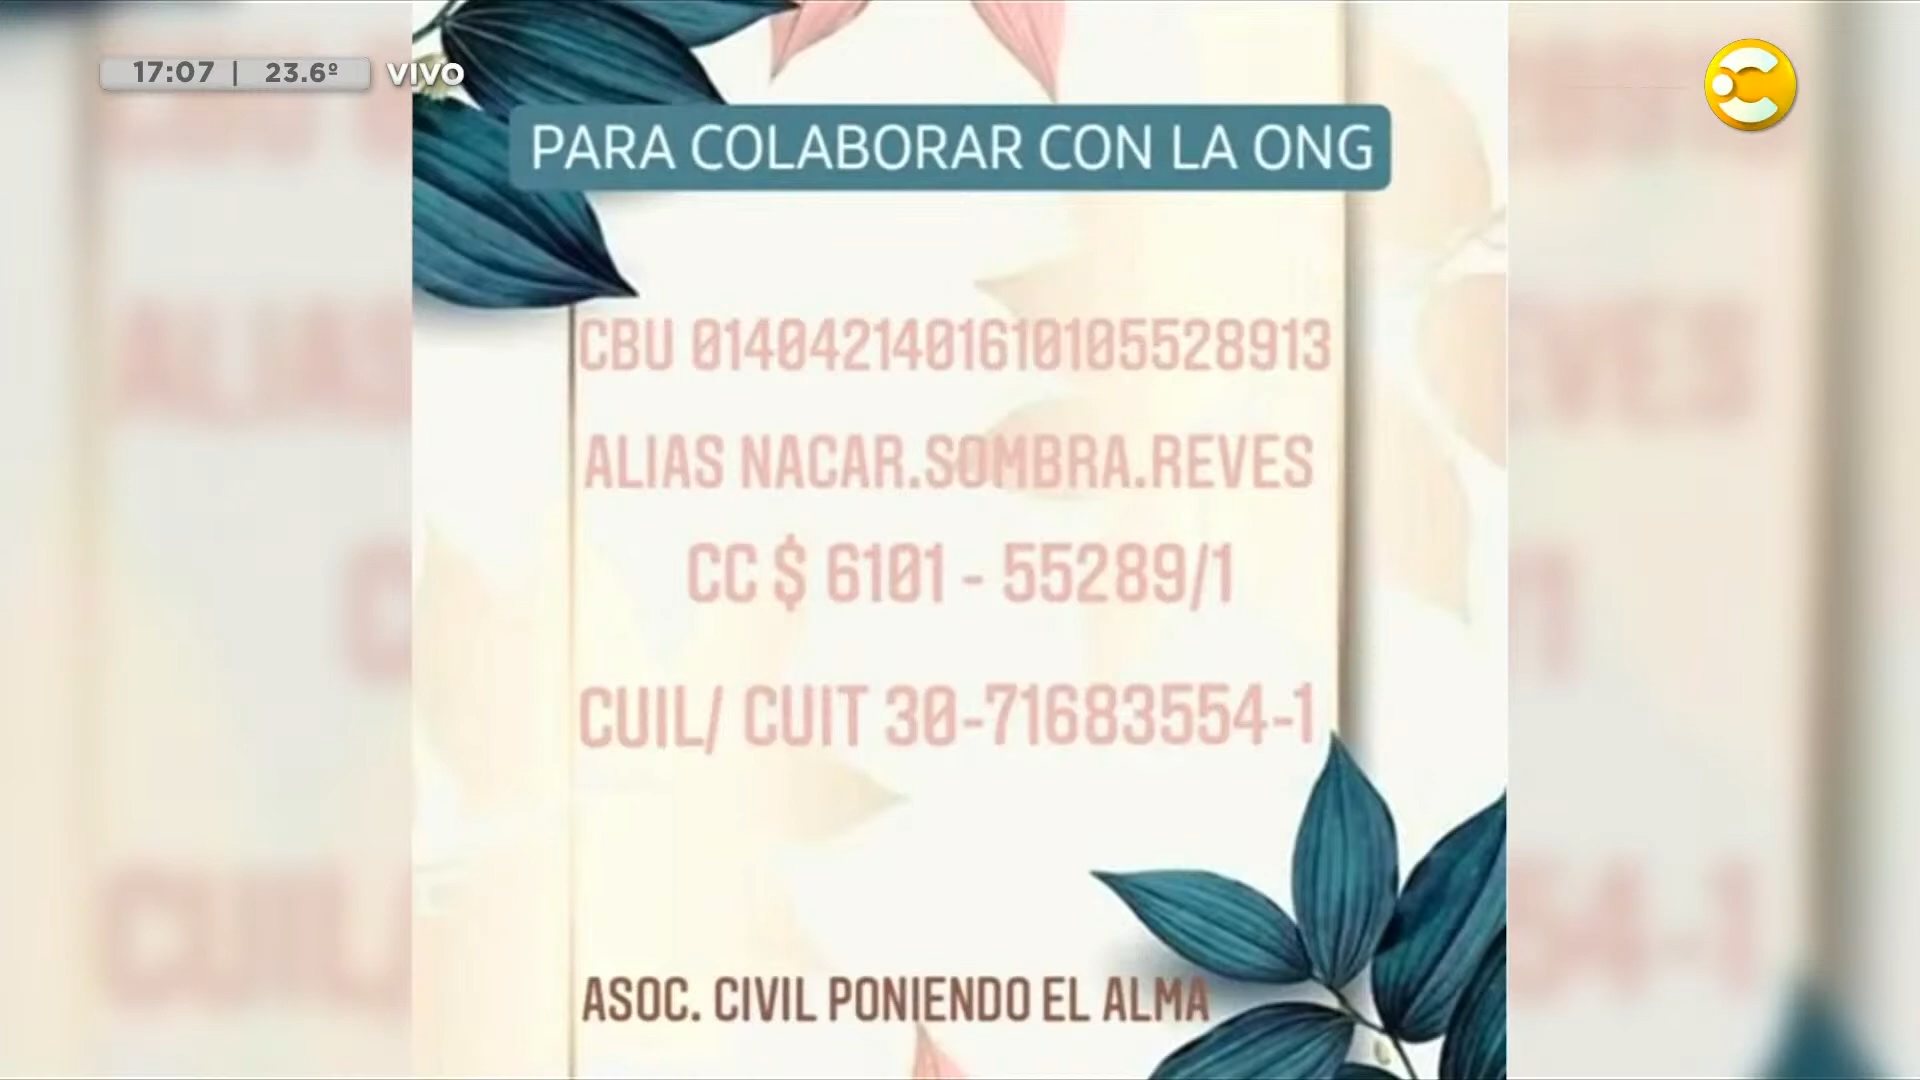 17:07 | 23.6º VIVO
PARA COLABORAR CON LA ONG
CBU 0140421401610105528913
ALIAS NACAR.SOMBRA.REVES
CC $ 6101 - 55289/1
CUIL/ CUIT 30-71683554-1
ASOC. CIVIL PONIENDO EL ALMA